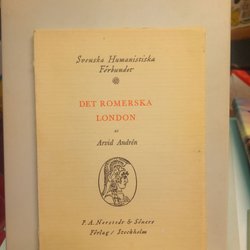 Svenska Humanistiska
Förbundet
DET ROMERSKA
LONDON
av
Arvid Andrén
P. A. Norstedt & Söners
Förlag / Stockholm